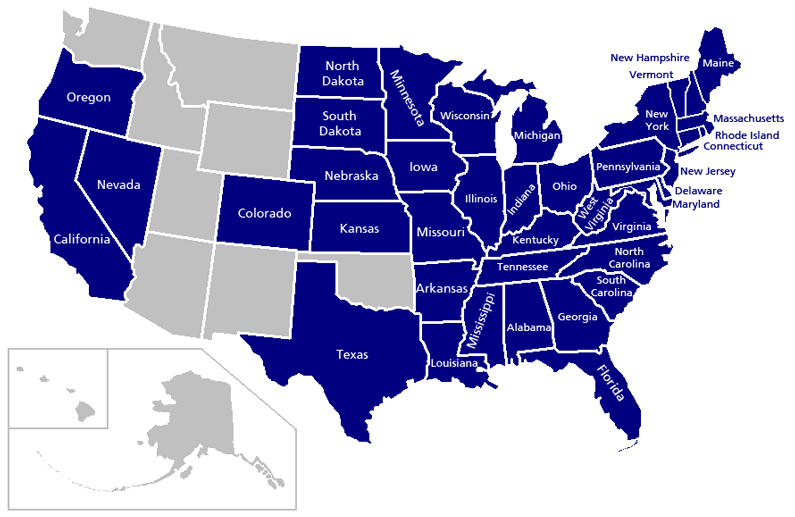 New Hampshire
Maine
Vermont
North
Dakota
Minnesota
Oregon
Wisconsin
New
York
Massachusetts
South
Dakota
Michigan
Rhode Island
Connecticut
Iowa
Pennsylvania
New Jersey
Nebraska
Nevada
Illinois
Indiana
Ohio
Delaware
Maryland
Colorado
West
Virginia
Kansas
Missouri
Virginia
California
Kentucky
North
Carolina
Tennessee
Arkansas
South
Carolina
Mississippi
Georgia
Alabama
Texas
Louisiana
Florida